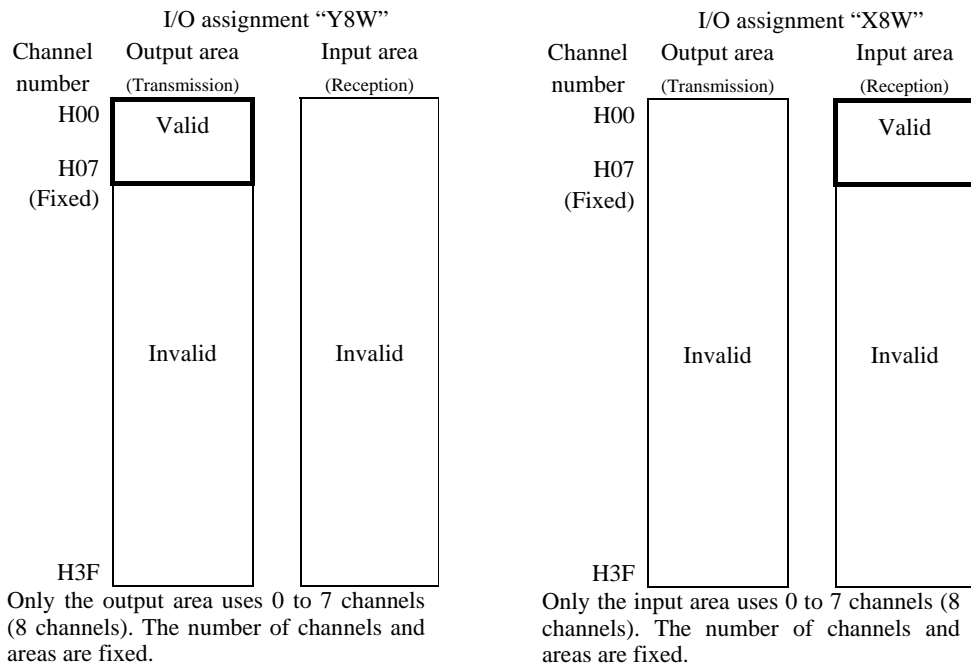 I/O assignment “Y8W”
Channel number
Output area
(Transmission)
Input area
(Reception)
H00
Valid
H07
(Fixed)
Invalid
Invalid
H3F
Only the output area uses 0 to 7 channels
(8 channels). The number of channels and
areas are fixed.
I/O assignment “X8W”
Channel number
Output area
(Transmission)
Input area
(Reception)
H00
Valid
H07
(Fixed)
Invalid
Invalid
H3F
Only the input area uses 0 to 7 channels (8
channels). The number of channels and
areas are fixed.